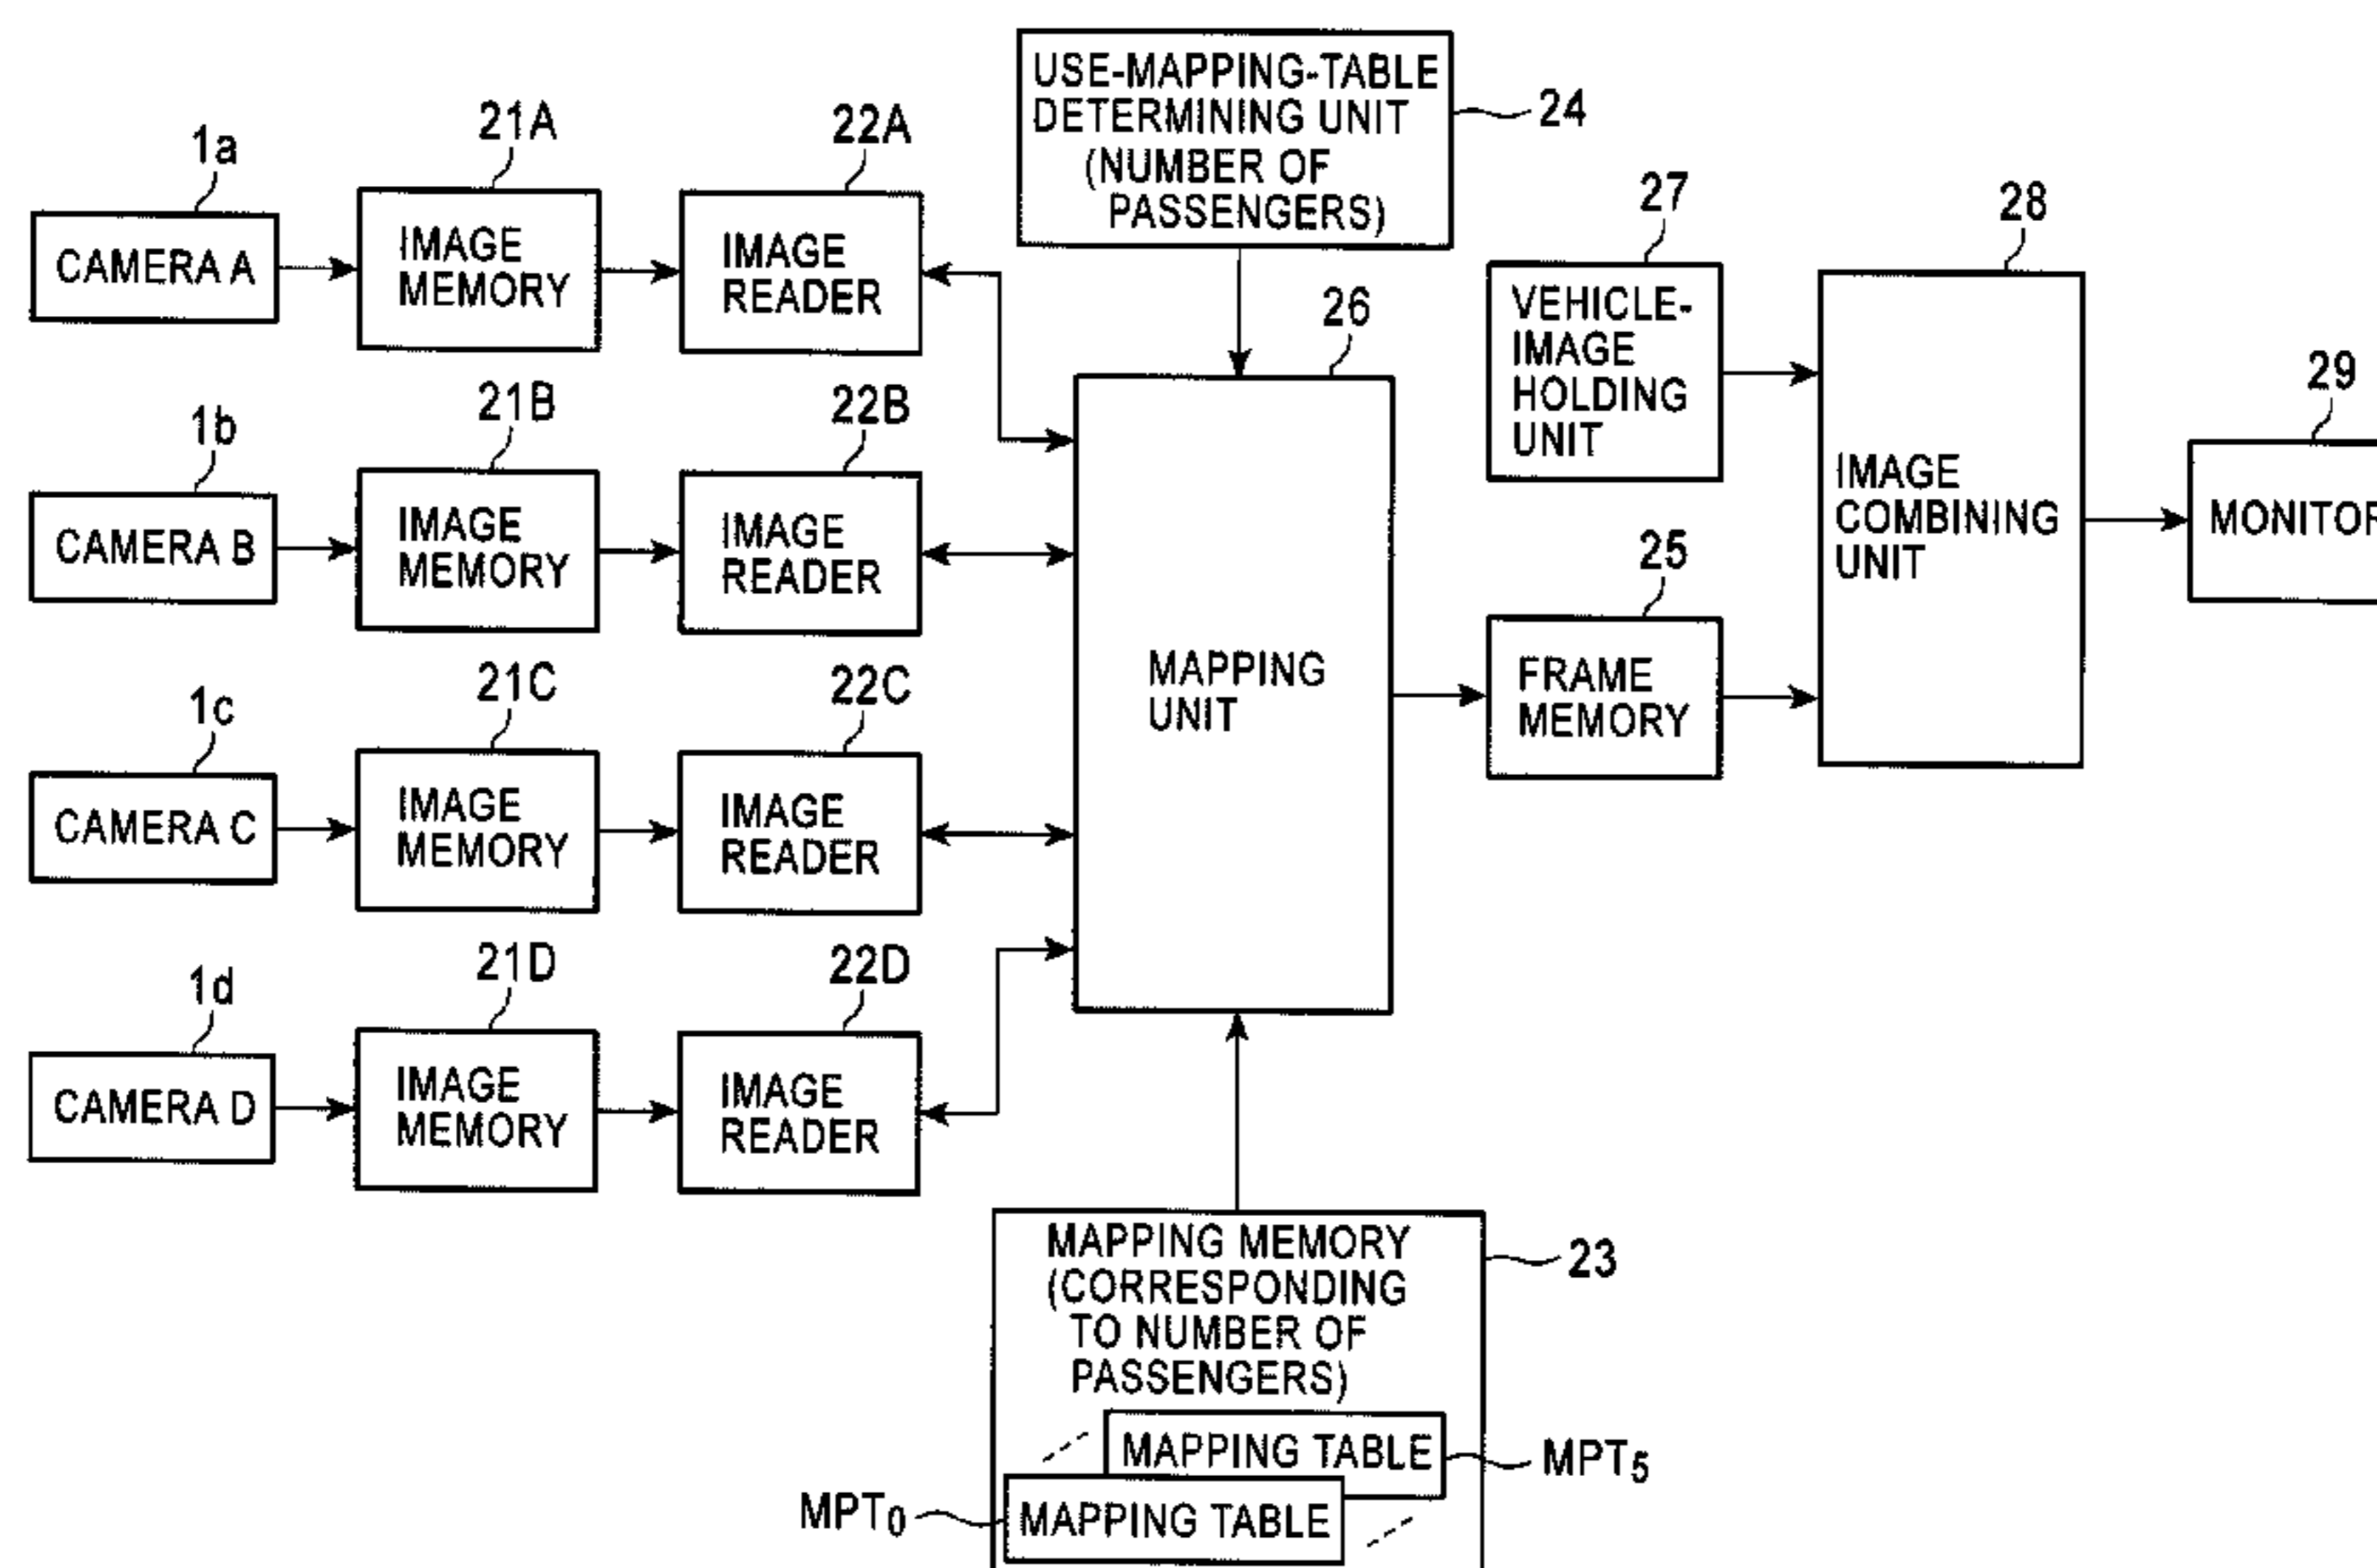 USE-MAPPING-TABLE
DETERMINING UNIT
(NUMBER OF
PASSENGERS)
24
1a
21A
22A
CAMERA A
IMAGE
MEMORY
IMAGE
READER
26
27
28
VEHICLE-
IMAGE
HOLDING
UNIT
29
1b
21B
22B
CAMERA B
IMAGE
MEMORY
IMAGE
READER
IMAGE
COMBINING
UNIT
MONITOR
25
MAPPING
UNIT
FRAME
MEMORY
1c
21C
22C
CAMERA C
IMAGE
MEMORY
IMAGE
READER
1d
21D
22D
CAMERA D
IMAGE
MEMORY
IMAGE
READER
MAPPING MEMORY
(CORRESPONDING
TO NUMBER OF
PASSENGERS)
23
MAPPING TABLE
MPT5
MPT0
MAPPING TABLE